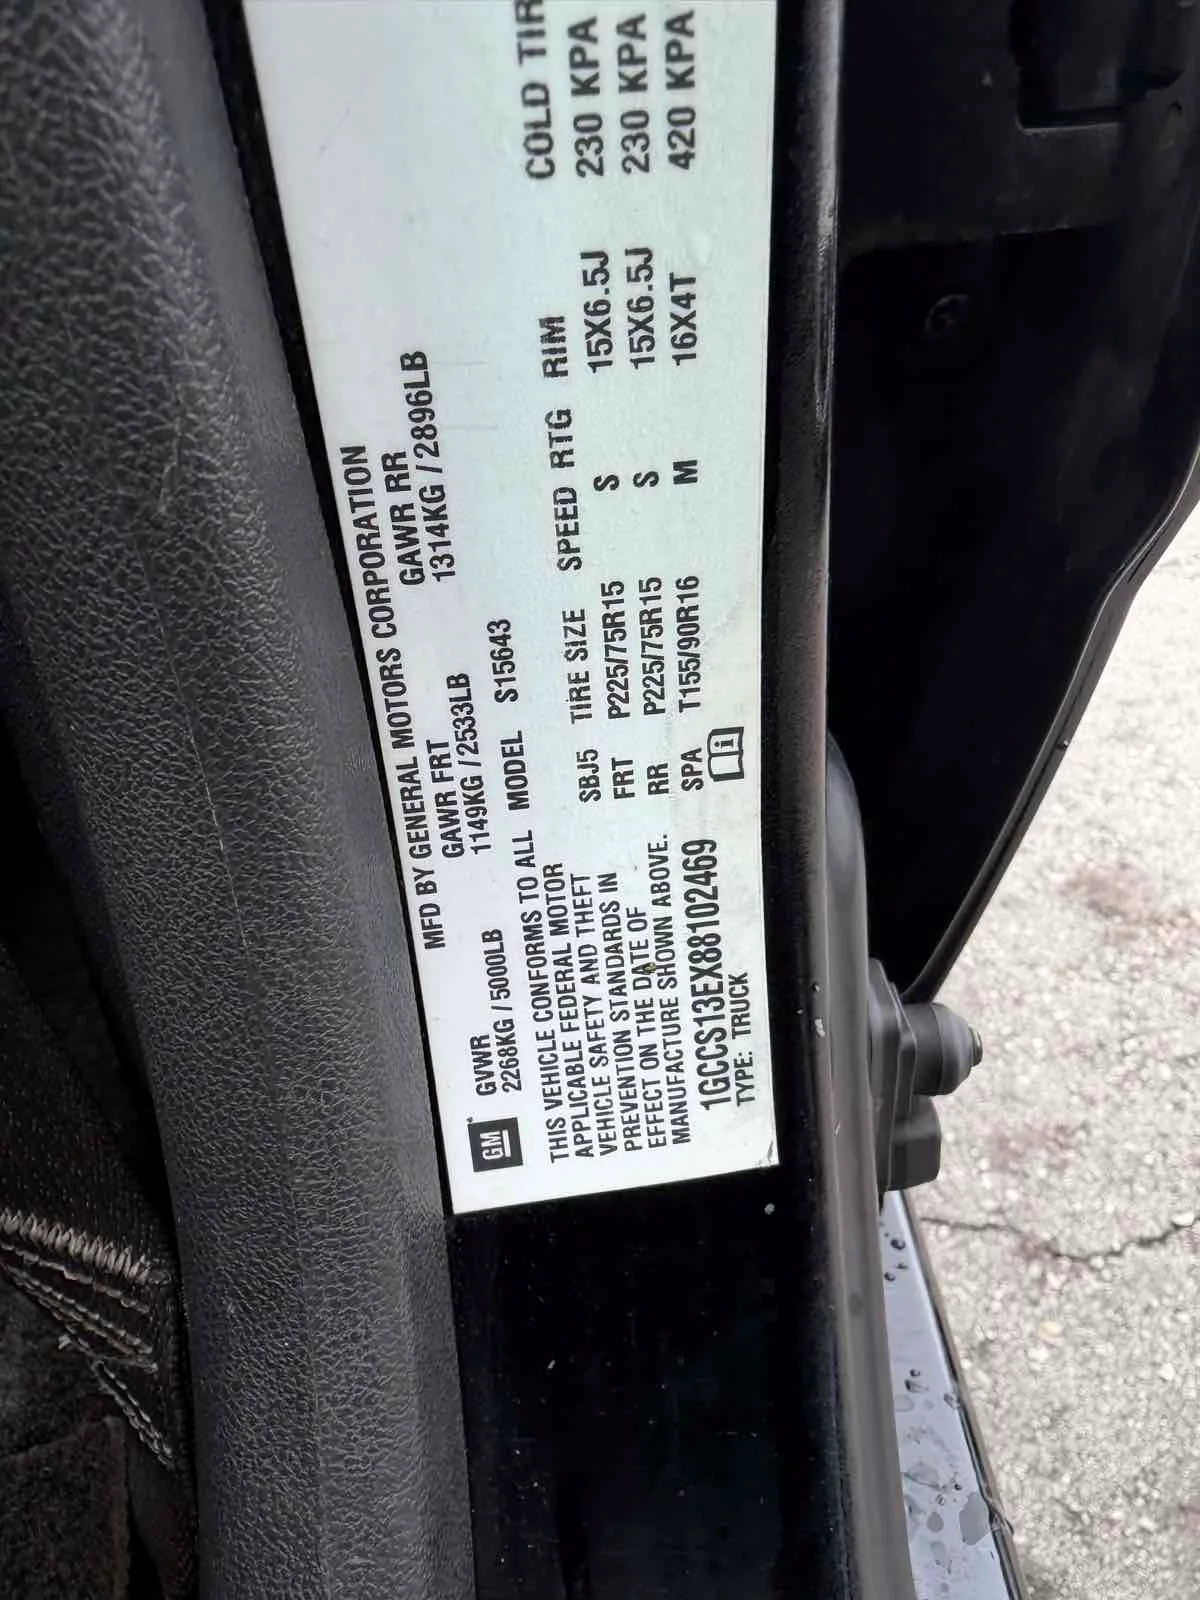 MFD BY GENERAL MOTORS CORPORATION
GM
GVWR GAWR FRT GAWR RR
2268KG / 5000LB 1149KG / 2533LB 1314KG / 2896LB
THIS VEHICLE CONFORMS TO ALL MODEL S15643
APPLICABLE FEDERAL MOTOR
VEHICLE SAFETY AND THEFT
PREVENTION STANDARDS IN
EFFECT ON THE DATE OF
MANUFACTURE SHOWN ABOVE.
SBJ5 TIRE SIZE SPEED RTG RIM COLD
FRT P225/75R15 S 15X6.5J 230 KPA
RR P225/75R15 S 15X6.5J 230 KPA
SPA T155/90R16 M 16X4T 420 KPA
1GCCS13EX88102469
TYPE: TRUCK